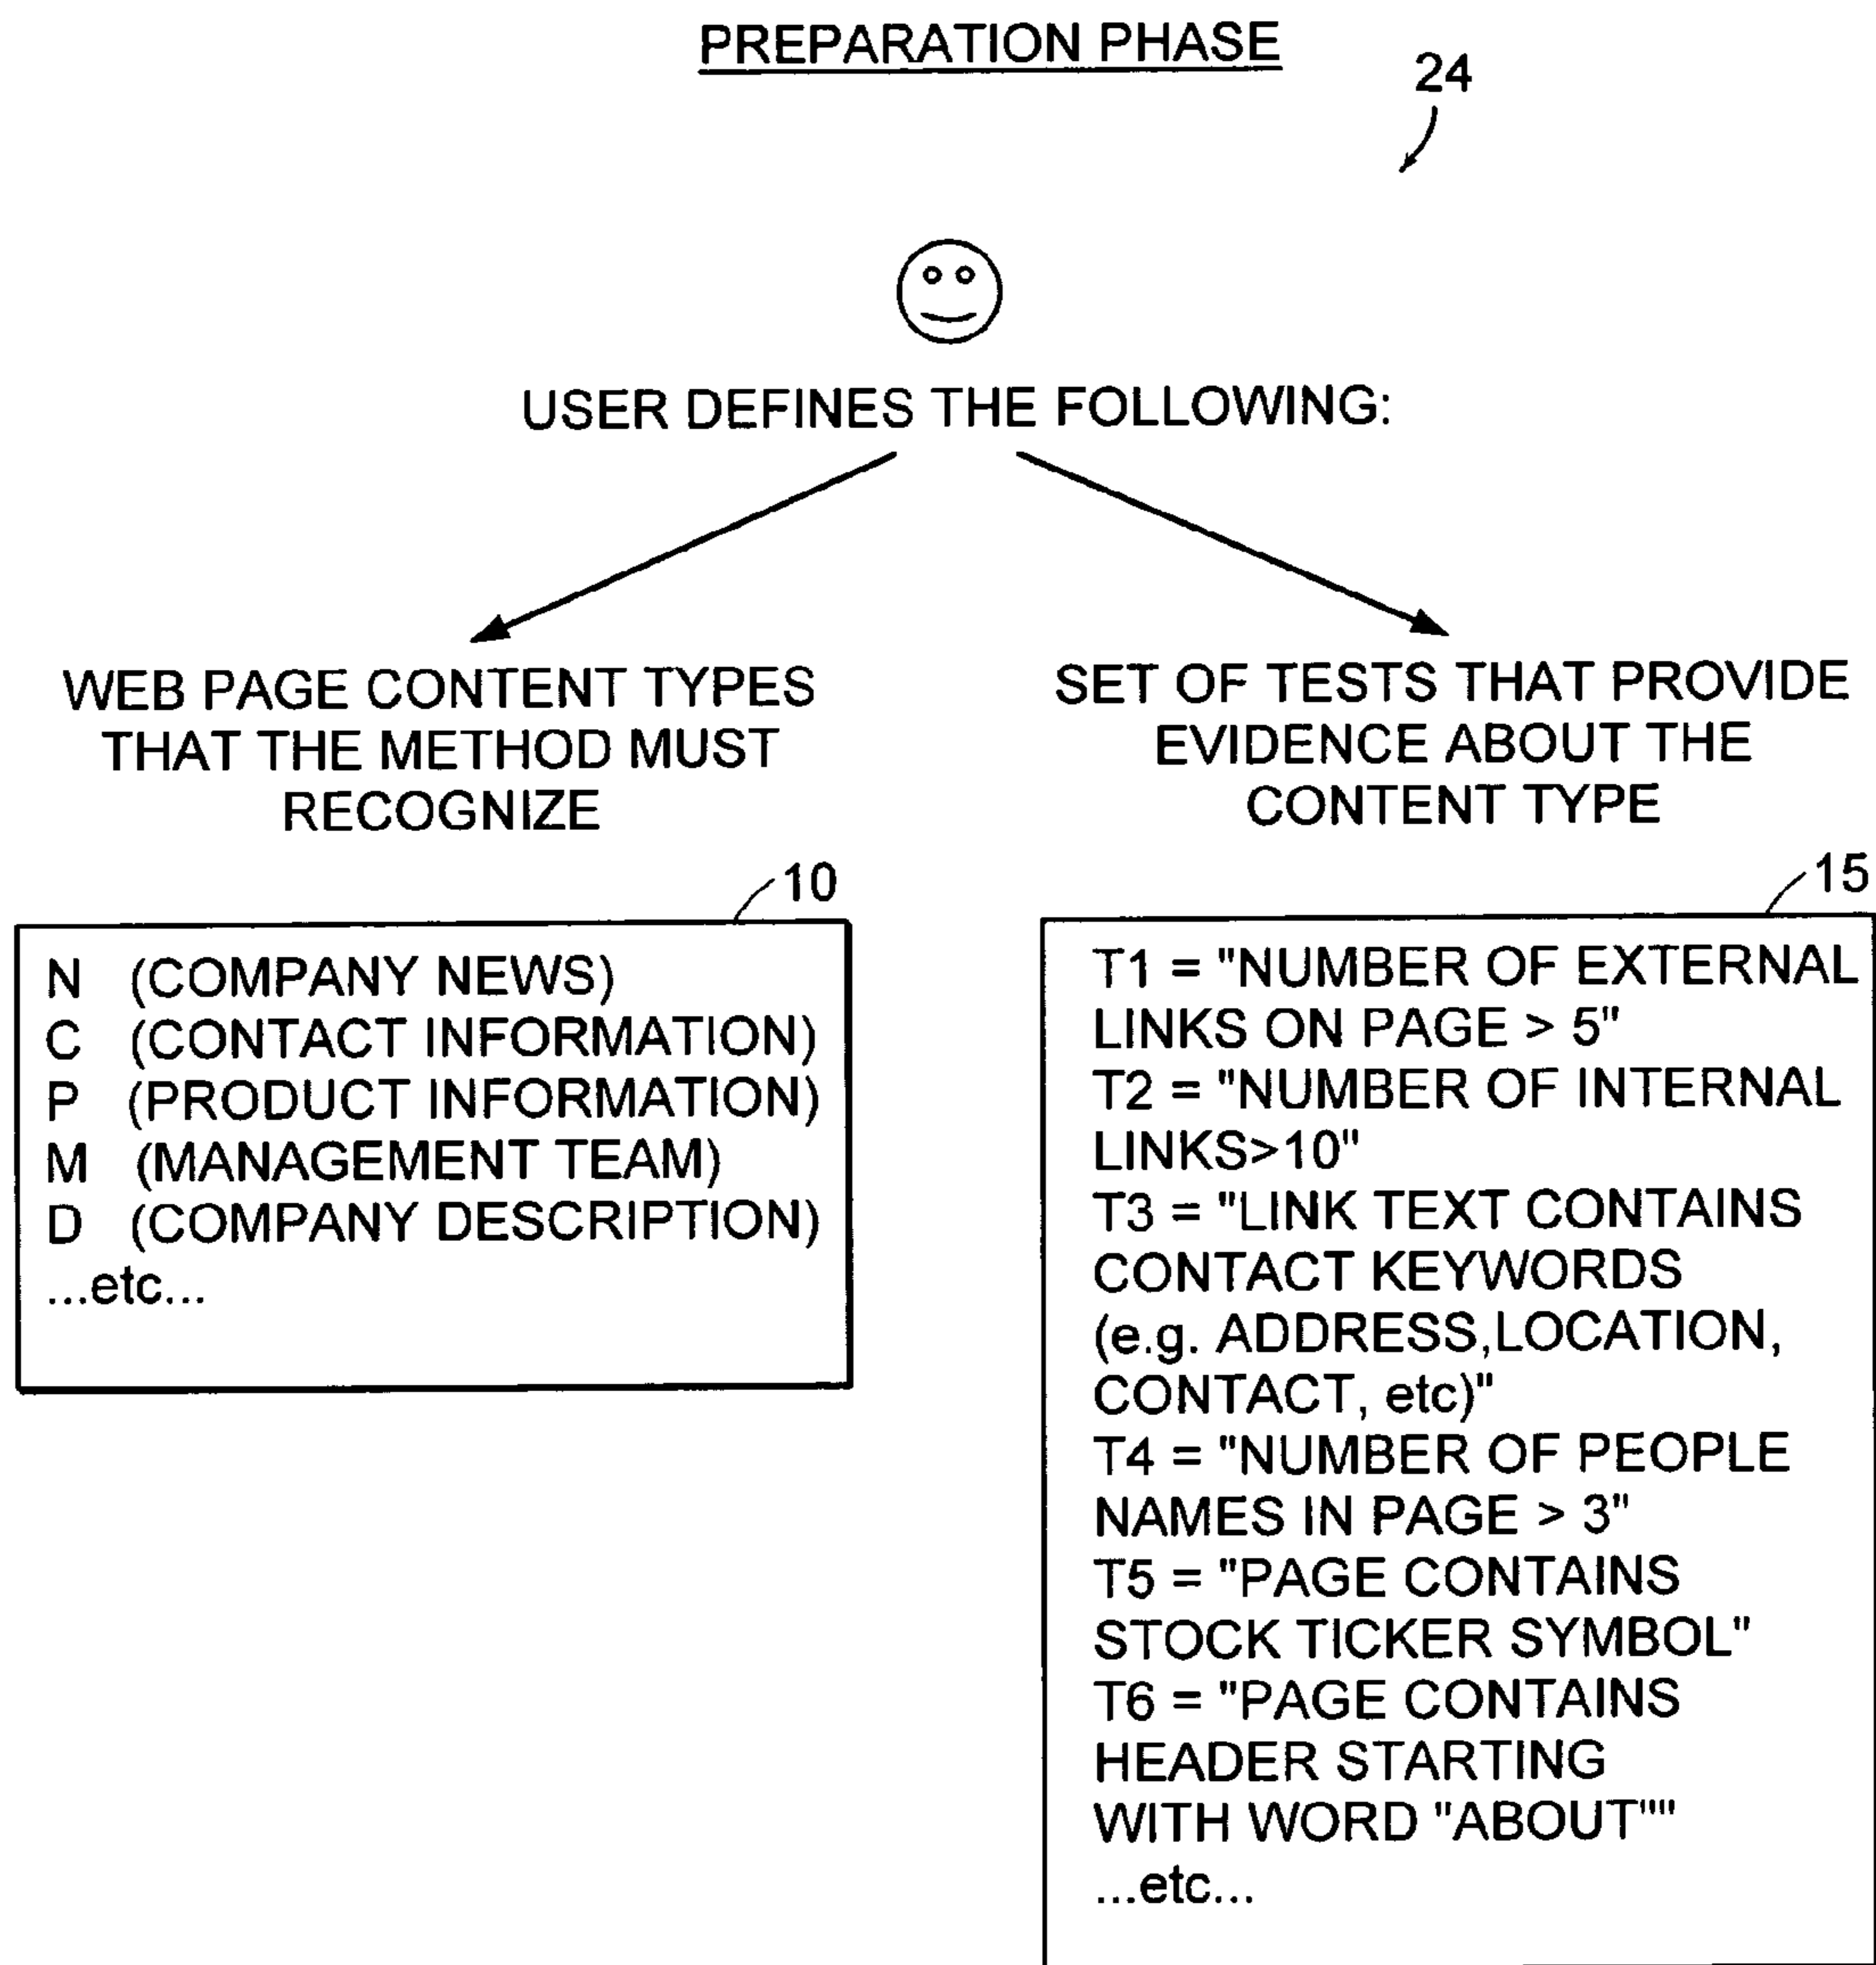 PREPARATION PHASE
24
USER DEFINES THE FOLLOWING:
WEB PAGE CONTENT TYPES
THAT THE METHOD MUST
RECOGNIZE
10
N (COMPANY NEWS)
C (CONTACT INFORMATION)
P (PRODUCT INFORMATION)
M (MANAGEMENT TEAM)
D (COMPANY DESCRIPTION)
...etc...
SET OF TESTS THAT PROVIDE
EVIDENCE ABOUT THE
CONTENT TYPE
15
T1 = "NUMBER OF EXTERNAL
LINKS ON PAGE > 5"
T2 = "NUMBER OF INTERNAL
LINKS>10"
T3 = "LINK TEXT CONTAINS
CONTACT KEYWORDS
(e.g. ADDRESS,LOCATION,
CONTACT, etc)"
T4 = "NUMBER OF PEOPLE
NAMES IN PAGE > 3"
T5 = "PAGE CONTAINS
STOCK TICKER SYMBOL"
T6 = "PAGE CONTAINS
HEADER STARTING
WITH WORD "ABOUT""
...etc...